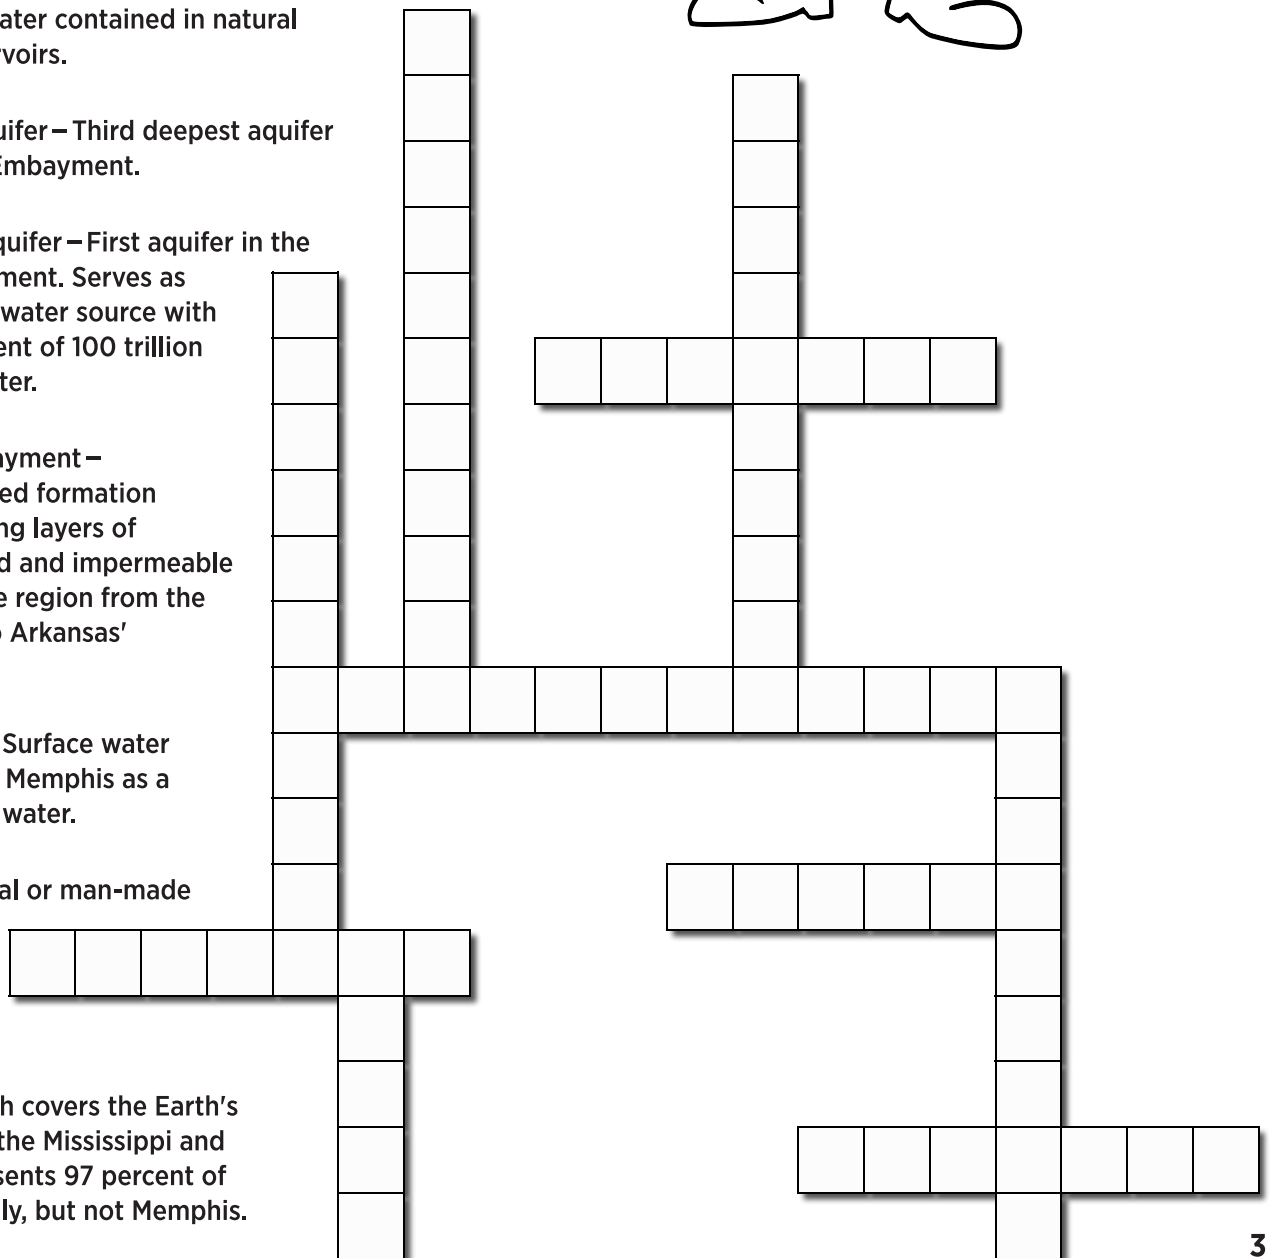 ater contained in natural
voirs.
uifer – Third deepest aquifer
Embayment.
quifer – First aquifer in the
ment. Serves as
water source with
ent of 100 trillion
ter.
ayment –
ed formation
ng layers of
d and impermeable
e region from the
o Arkansas'
Surface water
Memphis as a
water.
al or man-made
h covers the Earth's
the Mississippi and
sents 97 percent of
ly, but not Memphis.
3